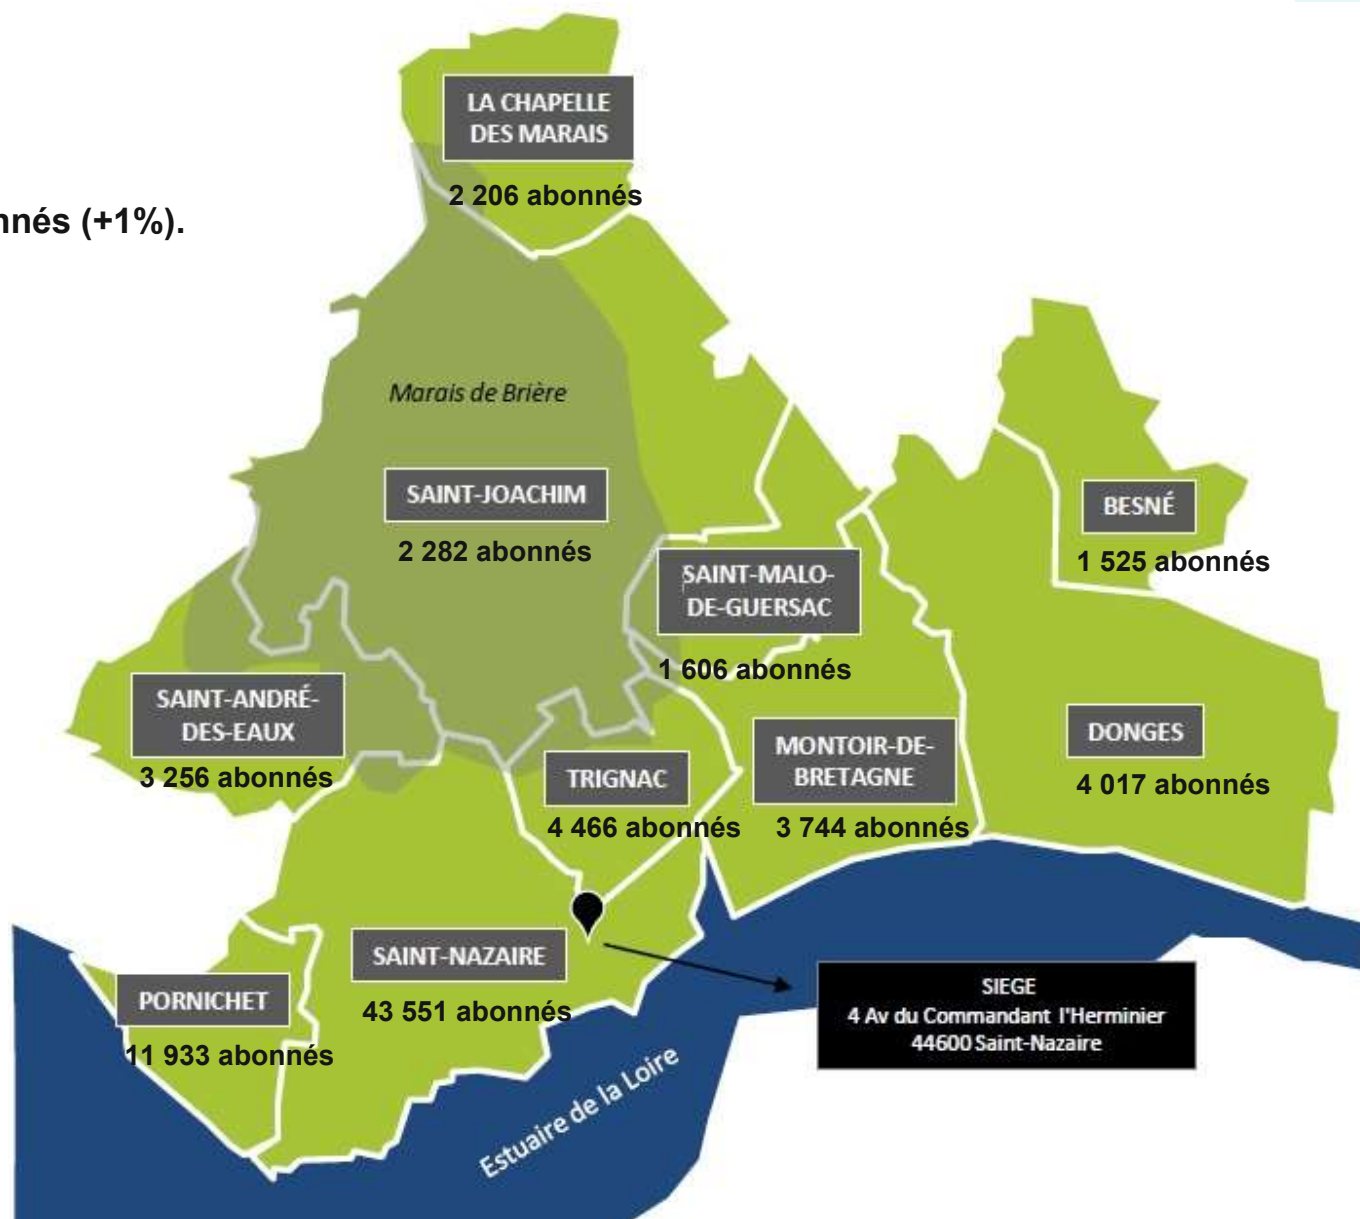 LA CHAPELLE
DES MARAIS
2 206 abonnés
(+1%).
Marais de Brière
SAINT-JOACHIM
2 282 abonnés
BESNÉ
1 525 abonnés
SAINT-MALO-
DE-GUERSAC
1 606 abonnés
SAINT-ANDRÉ-
DES-EAUX
3 256 abonnés
TRIGNAC
4 466 abonnés
MONTOIR-DE-
BRETAGNE
3 744 abonnés
DONGES
4 017 abonnés
SAINT-NAZAIRE
43 551 abonnés
PORNICHET
11 933 abonnés
SIEGE
4 Av du Commandant l'Herminier
44600 Saint-Nazaire
Estuaire de la Loire